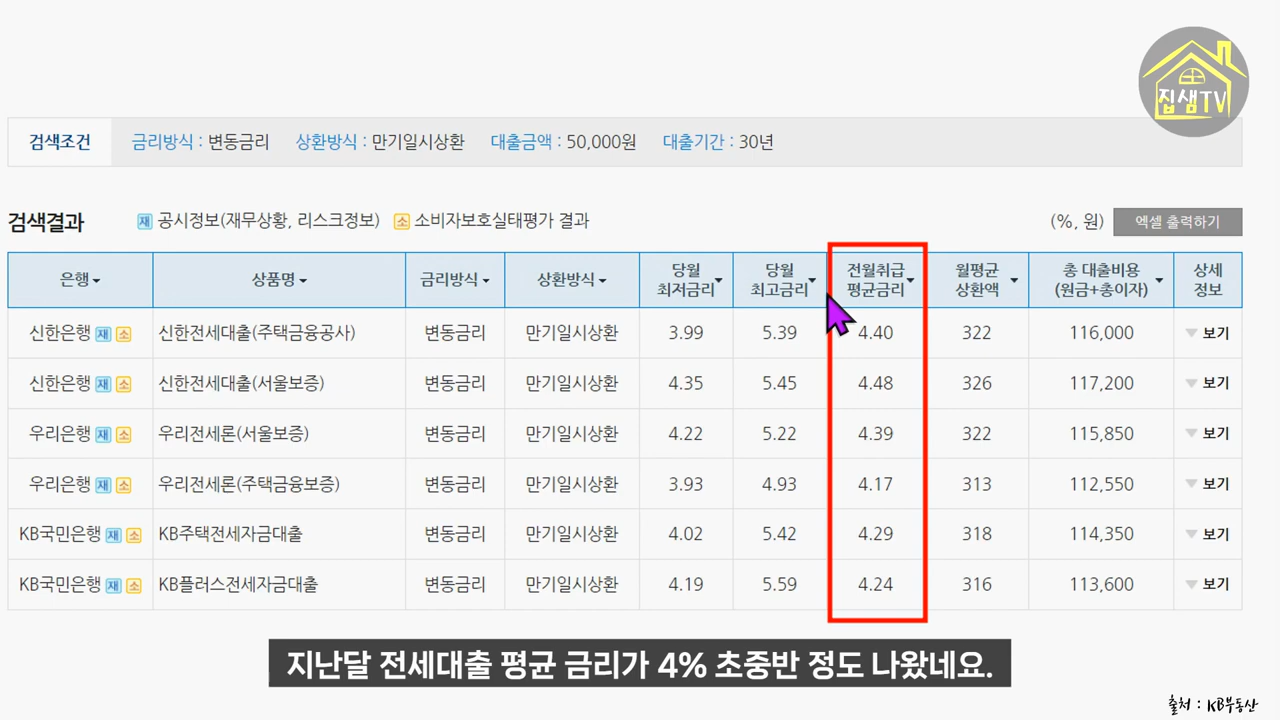 집샘TV
검색조건 금리방식 : 변동금리 상환방식 : 만기일시상환 대출금액 : 50,000원 대출기간 : 30년
검색결과 재 공시정보(재무상황, 리스크정보) 소 소비자보호실태평가 결과 (%, 원) 엑셀 출력하기
은행 상품명 금리방식 상환방식 당월 최저금리 당월 최고금리 전월취급 평균금리 월평균 상환액 총 대출비용 (원금+총이자) 상세 정보
신한은행 재 소 신한전세대출(주택금융공사) 변동금리 만기일시상환 3.99 5.39 4.40 322 116,000 보기
신한은행 재 소 신한전세대출(서울보증) 변동금리 만기일시상환 4.35 5.45 4.48 326 117,200 보기
우리은행 재 소 우리전세론(서울보증) 변동금리 만기일시상환 4.22 5.22 4.39 322 115,850 보기
우리은행 재 소 우리전세론(주택금융보증) 변동금리 만기일시상환 3.93 4.93 4.17 313 112,550 보기
KB국민은행 재 소 KB주택전세자금대출 변동금리 만기일시상환 4.02 5.42 4.29 318 114,350 보기
KB국민은행 재 소 KB플러스전세자금대출 변동금리 만기일시상환 4.19 5.59 4.24 316 113,600 보기
지난달 전세대출 평균 금리가 4% 초중반 정도 나왔네요.
출처 : KB부동산